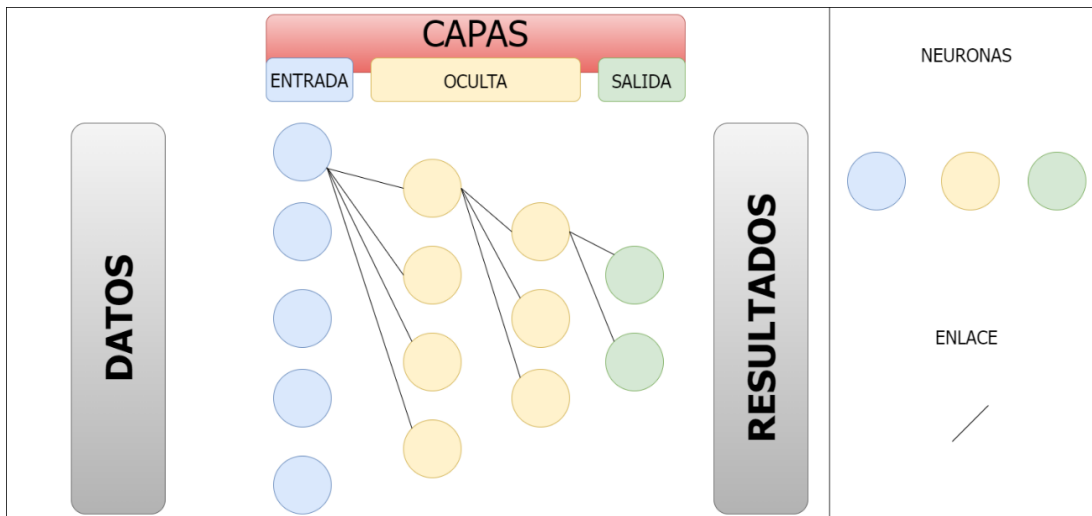 CAPAS
ENTRADA
OCULTA
SALIDA
DATOS
RESULTADOS
NEURONAS
ENLACE